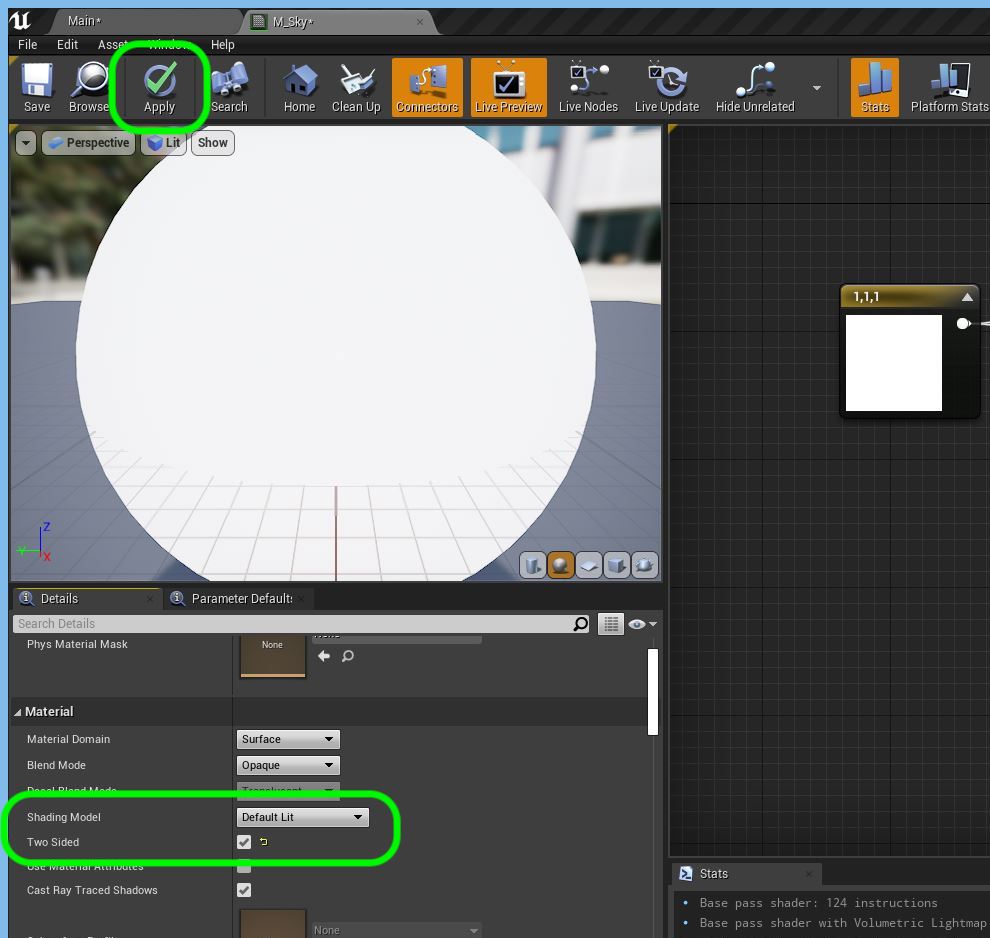 Main*
M_Sky*
File Edit Asset Window Help
Save Browse Apply Search Home Clean Up Connectors Live Preview Live Nodes Live Update Hide Unrelated Stats Platform Stats
Perspective Lit Show
1,1,1
Z
Y
X
Details Parameter Defaults
Search Details
Phys Material Mask None
Material
Material Domain Surface
Blend Mode Opaque
Decal Blend Mode Translucent
Shading Model Default Lit
Two Sided
Use Material Attributes
Cast Ray Traced Shadows
None
Stats
Base pass shader: 124 instructions
Base pass shader with Volumetric Lightmap